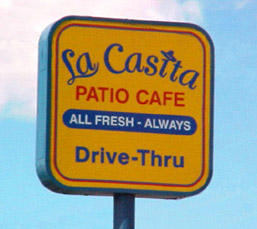 La Casita
PATIO CAFE
ALL FRESH - ALWAYS
Drive-Thru